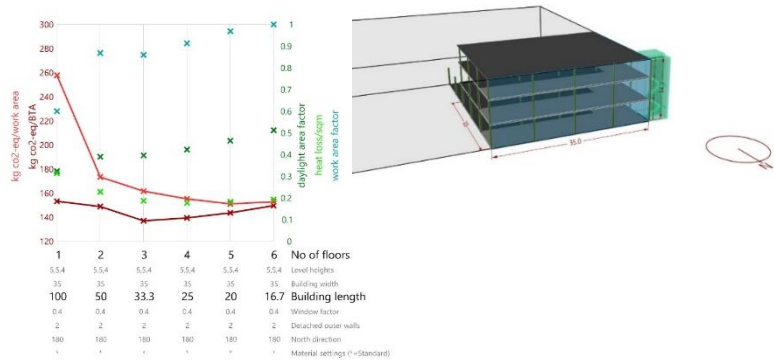 300
280
260
240
220
200
180
160
140
120
kg co2-eq/work area
kg co2-eq/BTA
1
0.9
0.8
0.7
0.6
0.5
0.4
0.3
0.2
0.1
0
daylight area factor
heat loss/sqm
work area factor
1 2 3 4 5 6 No of floors
5,5,4 5,5,4 5,5,4 5,5,4 5,5,4 5,5,4 Level heights
35 35 35 35 35 35 Building width
100 50 33.3 25 20 16.7 Building length
0.4 0.4 0.4 0.4 0.4 0.4 Window factor
2 2 2 2 2 2 Detached outer walls
180 180 180 180 180 180 North direction
* * * * * * Material settings (*=Standard)
35.0
N